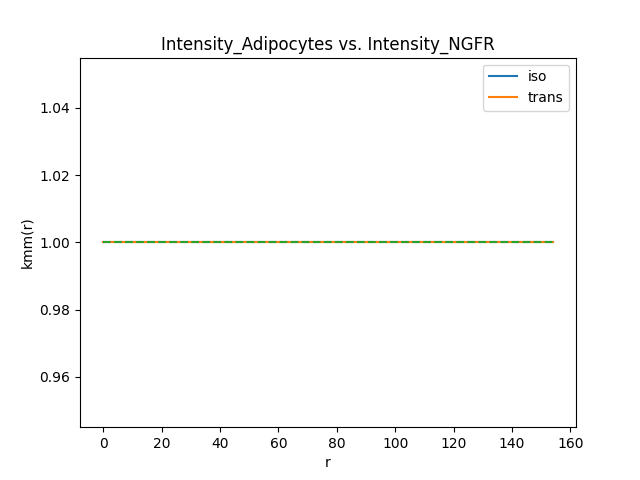 Intensity_Adipocytes vs. Intensity_NGFR
iso
trans
1.04
1.02
1.00
0.98
0.96
kmm(r)
0 20 40 60 80 100 120 140 160
r